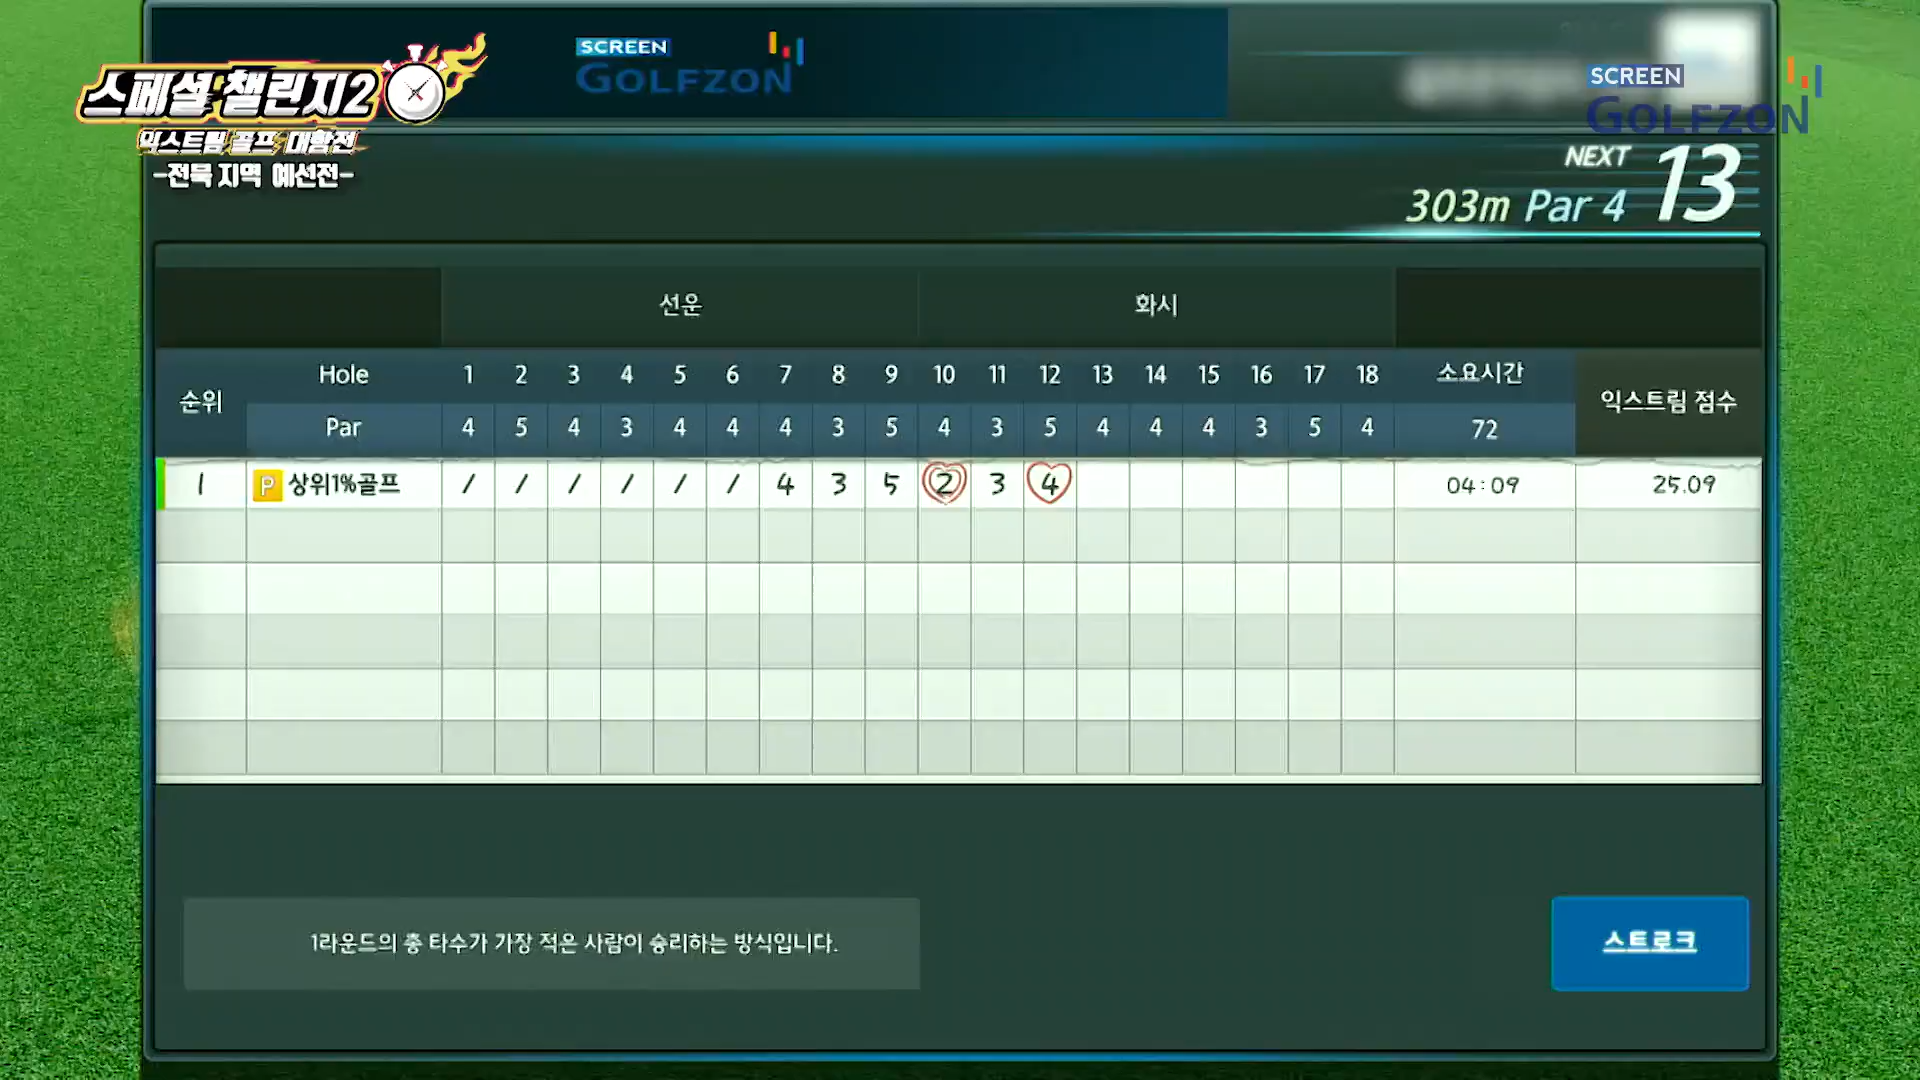 스페셜 챌린지2
익스트림 골프 대항전
-전북 지역 예선전-
SCREEN
GOLFZON
SCREEN
GOLFZON
NEXT 13
303m Par 4
선운 화시
순위 Hole 1 2 3 4 5 6 7 8 9 10 11 12 13 14 15 16 17 18 소요시간 익스트림 점수
Par 4 5 4 3 4 4 4 3 5 4 3 5 4 4 4 3 5 4 72
1 P 상위1%골프 / / / / / / 4 3 5 2 3 4 04:09 25.09
1라운드의 총 타수가 가장 적은 사람이 승리하는 방식입니다.
스트로크